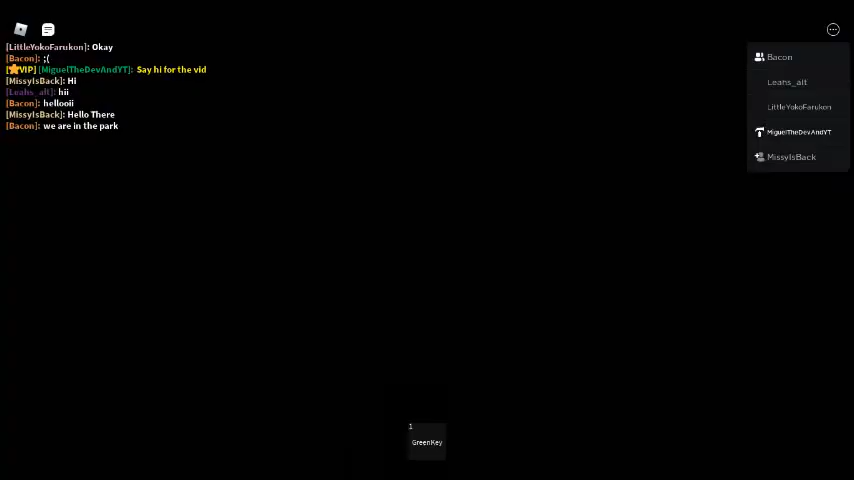 [LittleYokoFarukon]: Okay
[Bacon]: ;(
[⭐VIP] [MiguelTheDevAndYT]: Say hi for the vid
[MissyIsBack]: Hi
[Leahs_alt]: hii
[Bacon]: hellooii
[MissyIsBack]: Hello There
[Bacon]: we are in the park
Bacon
Leahs_alt
LittleYokoFarukon
MiguelTheDevAndYT
MissyIsBack
1
GreenKey